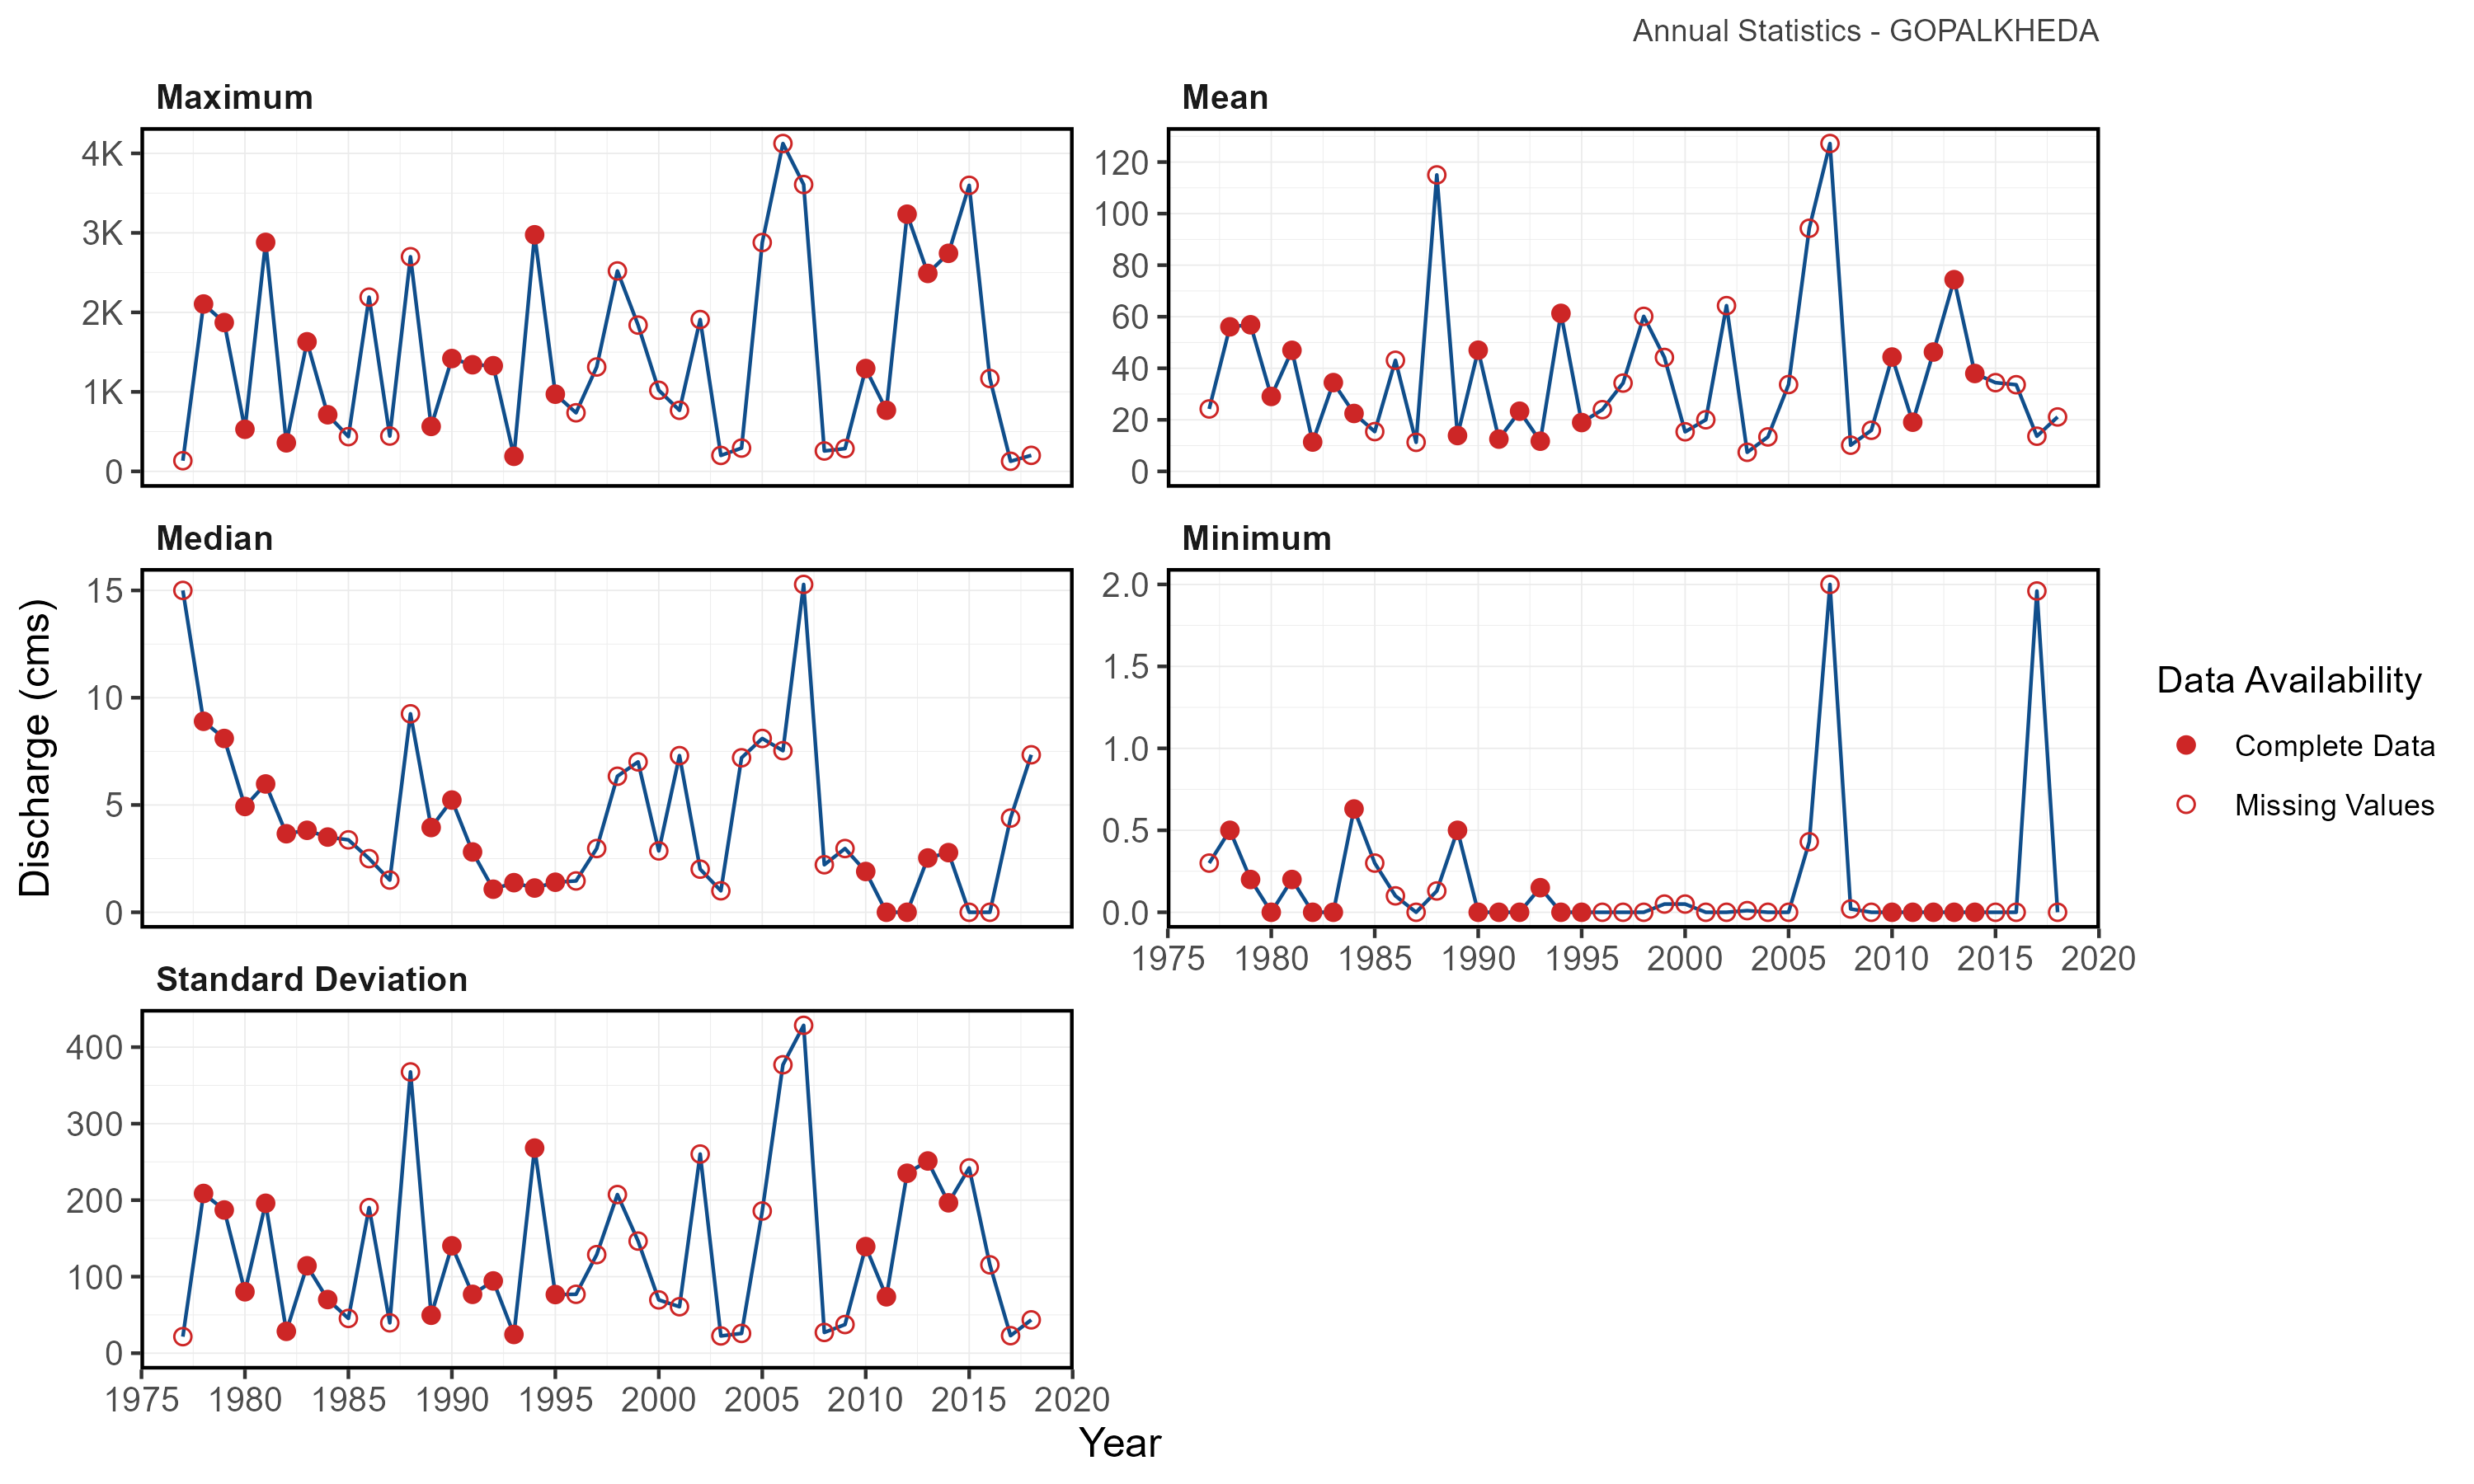 Annual Statistics - GOPALKHEDA
Maximum
4K
3K
2K
1K
0
Mean
120
100
80
60
40
20
0
Median
15
10
5
0
Minimum
2.0
1.5
1.0
0.5
0.0
1975 1980 1985 1990 1995 2000 2005 2010 2015 2020
Standard Deviation
400
300
200
100
0
1975 1980 1985 1990 1995 2000 2005 2010 2015 2020
Discharge (cms)
Year
Data Availability
Complete Data
Missing Values